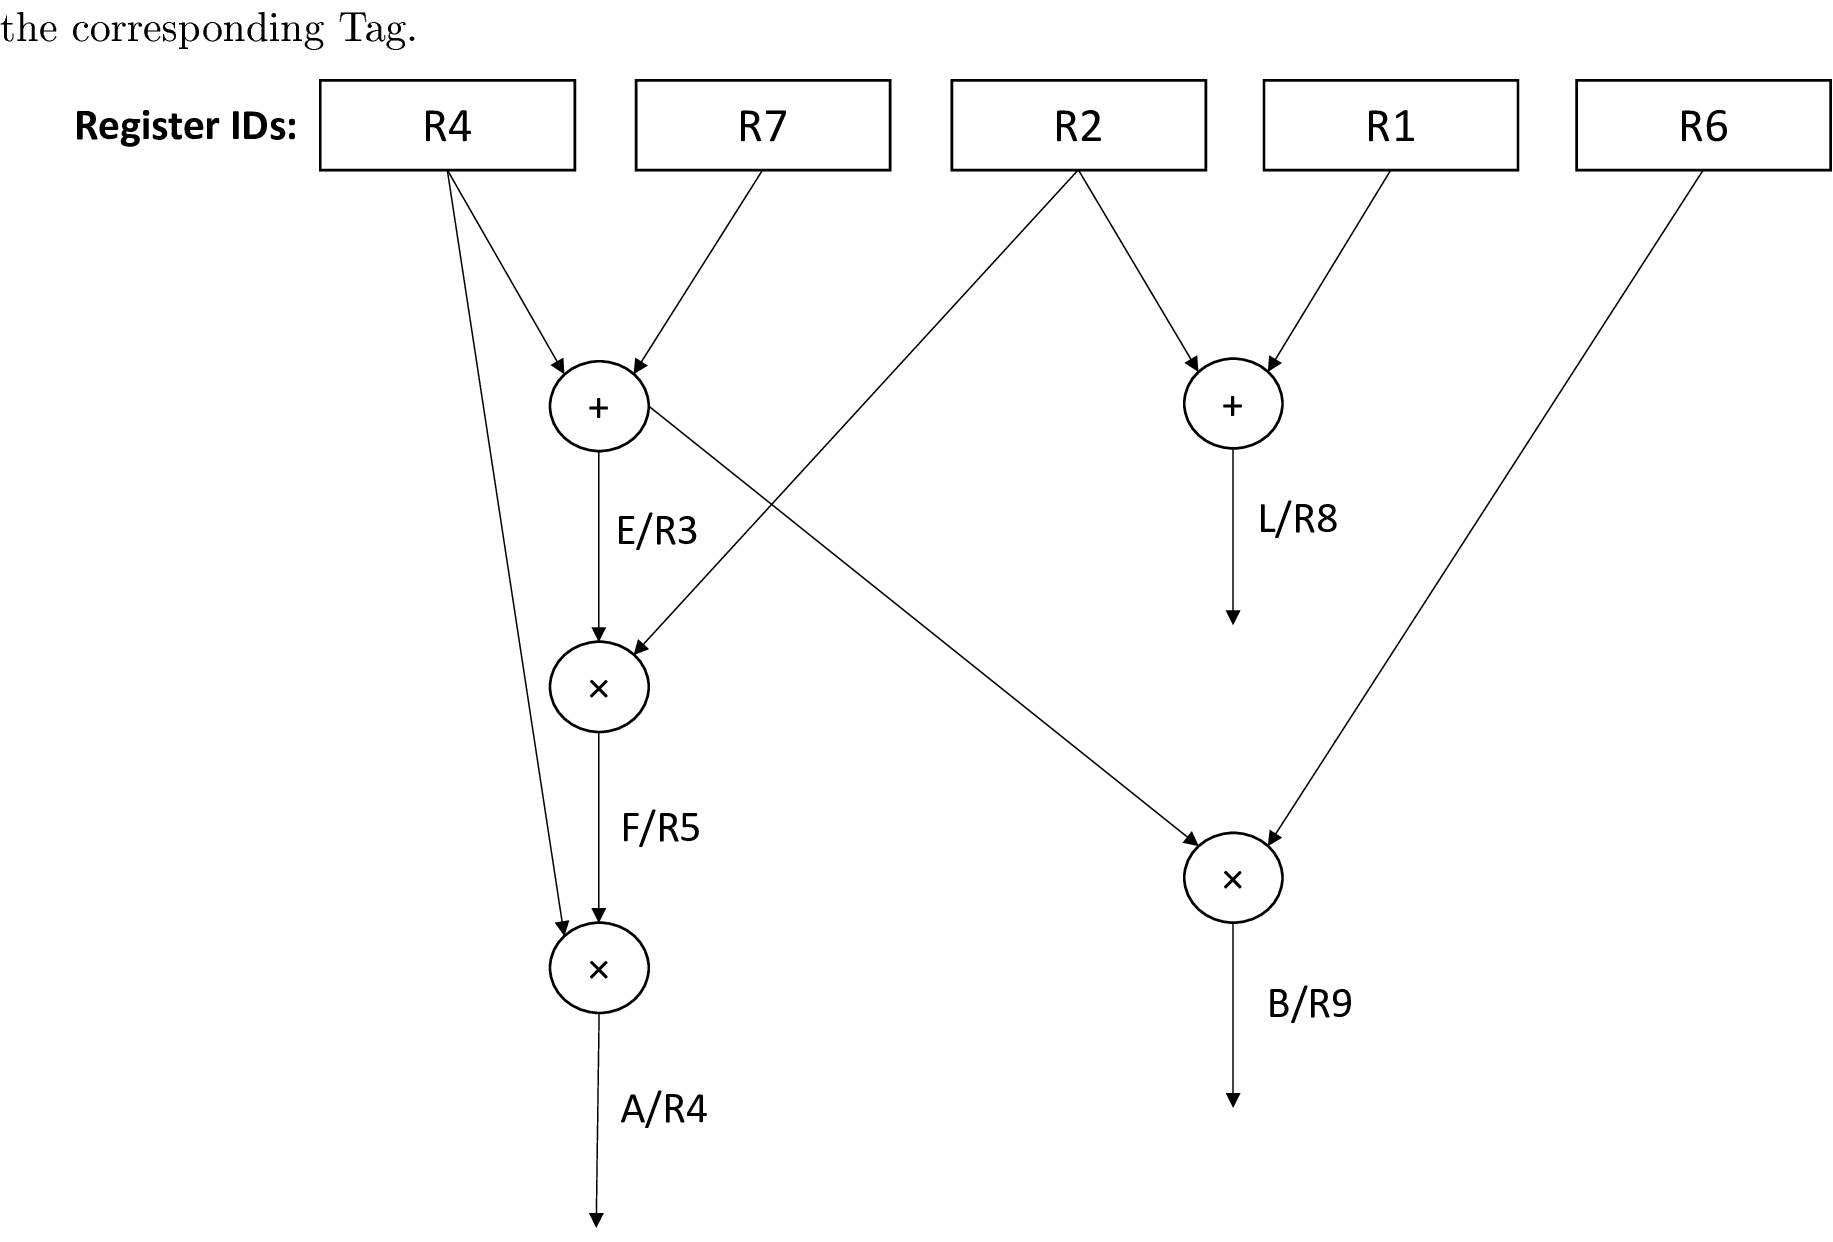 the corresponding Tag.
Register IDs: R4 R7 R2 R1 R6
+ +
E/R3 L/R8
×
F/R5
×
×
B/R9
A/R4